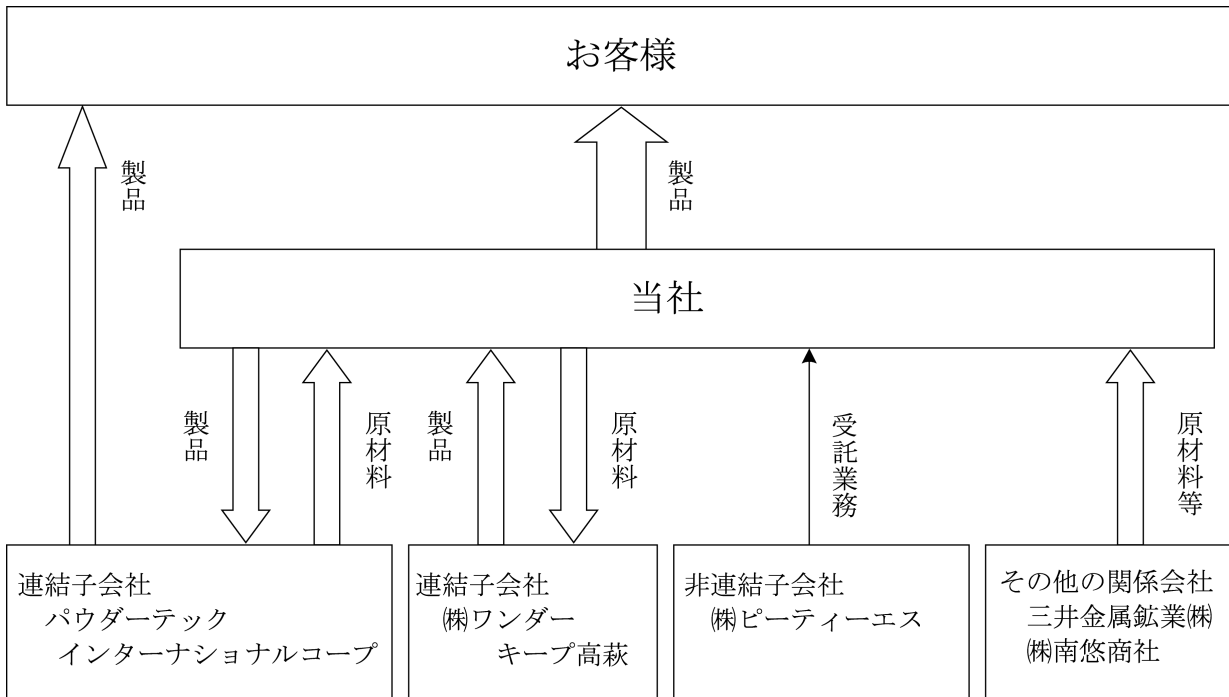 お客様
製品
製品
当社
製品
原材料
製品
原材料
受託業務
原材料等
連結子会社
パウダーテック
インターナショナルコープ
連結子会社
㈱ワンダー
キープ高萩
非連結子会社
㈱ピーティーエス
その他の関係会社
三井金属鉱業㈱
㈱南悠商社